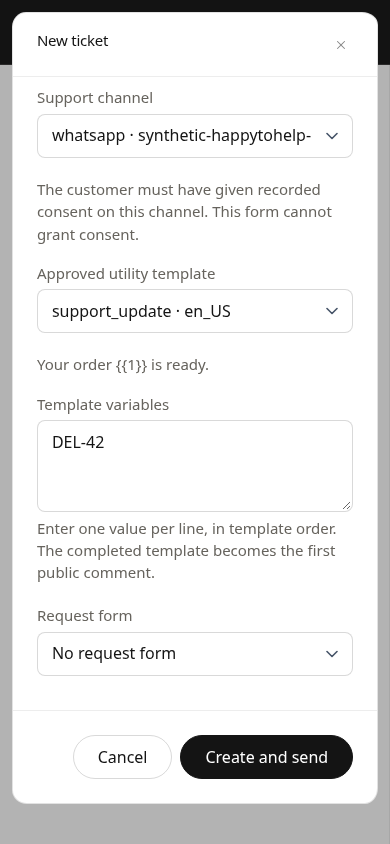 New ticket
×
Support channel
whatsapp · synthetic-happytohelp-
The customer must have given recorded
consent on this channel. This form cannot
grant consent.
Approved utility template
support_update · en_US
Your order {{1}} is ready.
Template variables
DEL-42
Enter one value per line, in template order.
The completed template becomes the first
public comment.
Request form
No request form
Cancel
Create and send